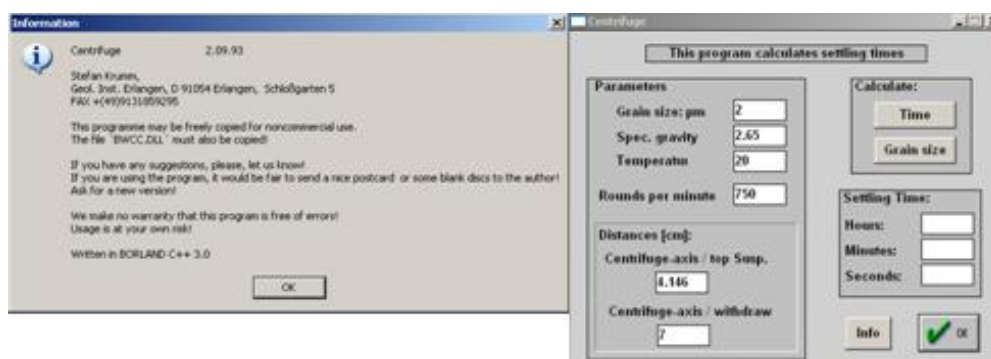 Information
Centrifuge 2.09.93
Stefan Krumm,
Geol. Inst. Erlangen, D 91054 Erlangen, Schloßgarten 5
FAX +(49)9131859295
This programme may be freely copied for noncommercial use.
The file `BWCC.DLL´ must also be copied!
If you have any suggestions, please, let us know!
If you are using the program, it would be fair to send a nice postcard or some blank discs to the author!
Ask for a new version!
We make no warranty that this program is free of errors!
Usage is at your own risk!
Written in BORLAND C++ 3.0
OK
Centrifuge
This program calculates settling times
Parameters
Grain size: µm 2
Spec. gravity 2.65
Temperatur 20
Rounds per minute 750
Distances [cm]:
Centrifuge-axis / top Susp.
4.146
Centrifuge-axis / withdraw
7
Calculate:
Time
Grain size
Settling Time:
Hours:
Minutes:
Seconds:
Info
OK